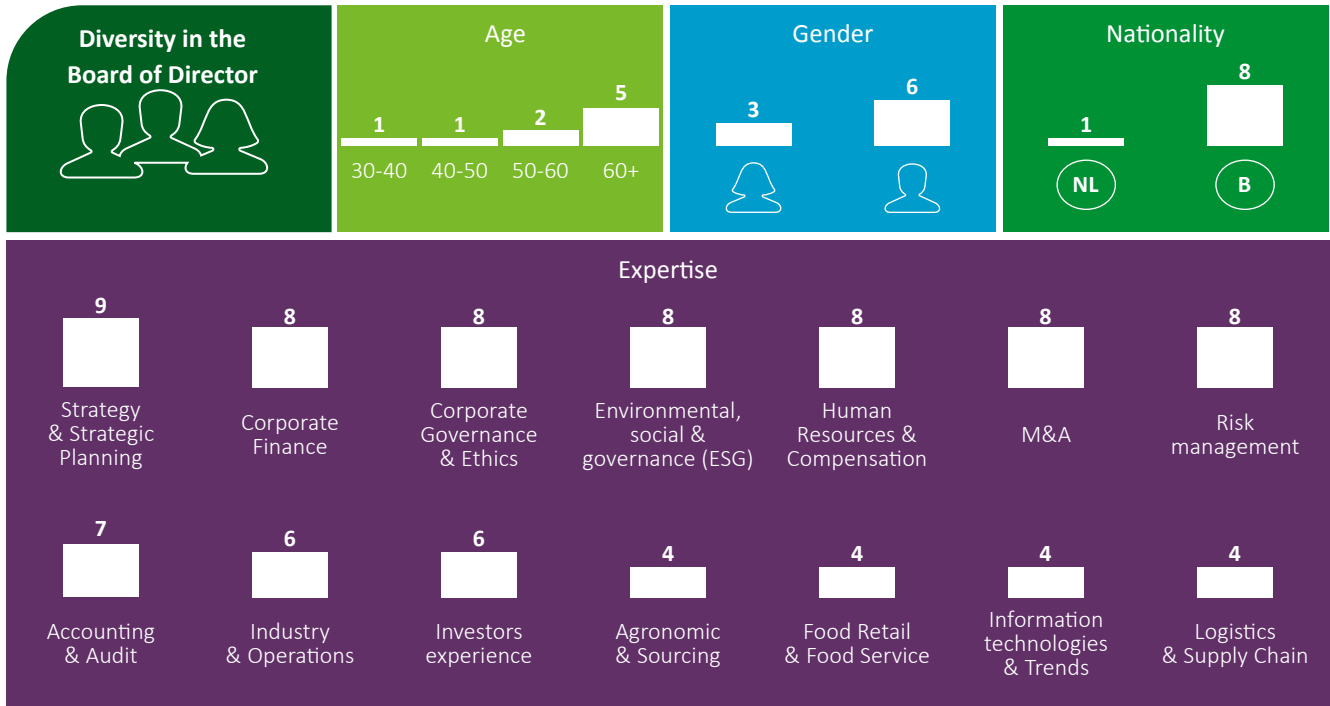 Diversity in the
Board of Director
Age
1
1
2
5
30-40
40-50
50-60
60+
Gender
3
6
Nationality
1
8
NL
B
Expertise
9
8
8
8
8
8
8
Strategy
& Strategic
Planning
Corporate
Finance
Corporate
Governance
& Ethics
Environmental,
social &
governance (ESG)
Human
Resources &
Compensation
M&A
Risk
management
7
6
6
4
4
4
4
Accounting
& Audit
Industry
& Operations
Investors
experience
Agronomic
& Sourcing
Food Retail
& Food Service
Information
technologies
& Trends
Logistics
& Supply Chain